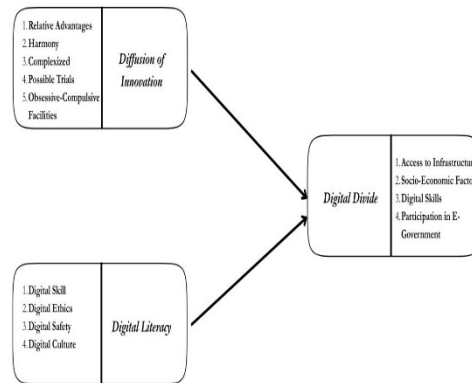 1. Relative Advantages
2. Harmony
3. Complexized
4. Possible Trials
5. Obsessive-Compulsive
Facilities
Diffusion of
Innovation
Digital Divide
1. Access to Infrastructur
2. Socio-Economic Facto
3. Digital Skills
4. Participation in E-
Government
1. Digital Skill
2. Digital Ethics
3. Digital Safety
4. Digital Culture
Digital Literacy